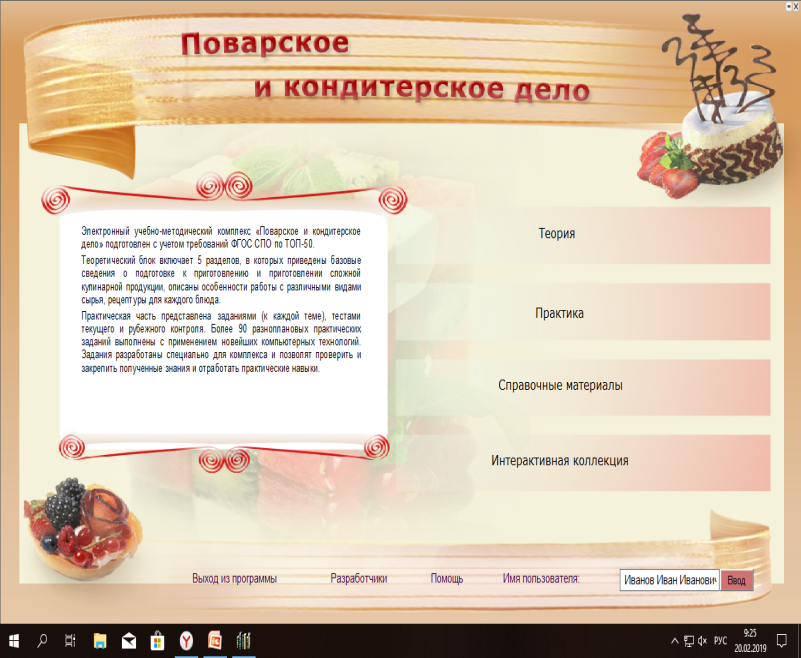 Поварское
и кондитерское дело
Электронный учебно-методический комплекс «Поварское и кондитерское
дело» подготовлен с учетом требований ФГОС СПО по ТОП-50.
Теоретический блок включает 5 разделов, в которых приведены базовые
сведения о подготовке к приготовлению и приготовлении сложной
кулинарной продукции, описаны особенности работы с различными видами
сырья, рецептуры для каждого блюда.
Практическая часть представлена заданиями (к каждой теме), тестами
текущего и рубежного контроля. Более 90 разноплановых практических
заданий выполнены с применением новейших компьютерных технологий.
Задания разработаны специально для комплекса и позволят проверить и
закрепить полученные знания и отработать практические навыки.
Теория
Практика
Справочные материалы
Интерактивная коллекция
Выход из программы
Разработчики
Помощь
Имя пользователя:
Иванов Иван Иванович
Ввод
РУС
9:25
20.02.2019